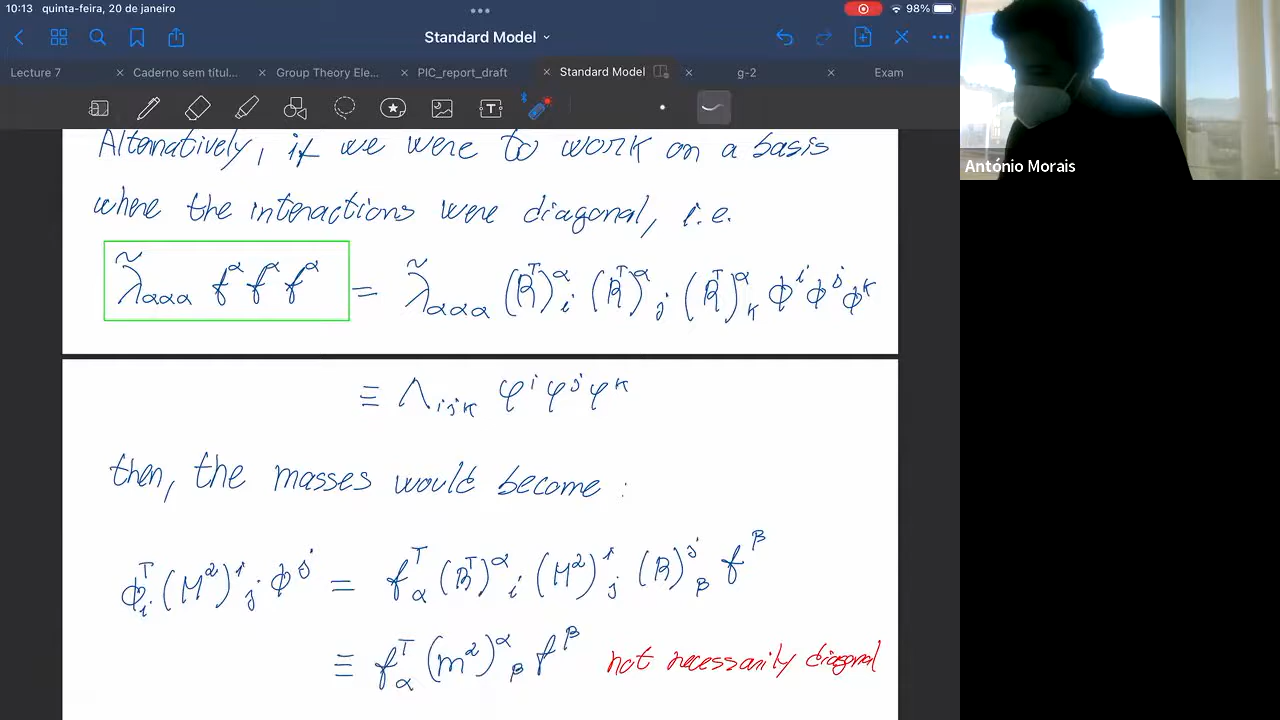 10:13 quinta-feira, 20 de janeiro
98%
Standard Model
Lecture 7 × Caderno sem títul... × Group Theory Ele... × PIC_report_draft × Standard Model × g-2 × Exam
António Morais
Alternatively, if we were to work on a basis
where the interactions were diagonal, i.e.
λ̃_{ααα} f^α f^α f^α = λ̃_{ααα} (R^T)^α_i (R^T)^α_j (R^T)^α_k ϕ^i ϕ^j ϕ^k
≡ Λ_{ijk} φ^i φ^j φ^k
then, the masses would become :
ϕ^T_i (M²)^i_j ϕ^j = f^T_α (R^T)^α_i (M²)^i_j (R)^j_β f^β
≡ f^T_α (m²)^α_β f^β not necessarily diagonal